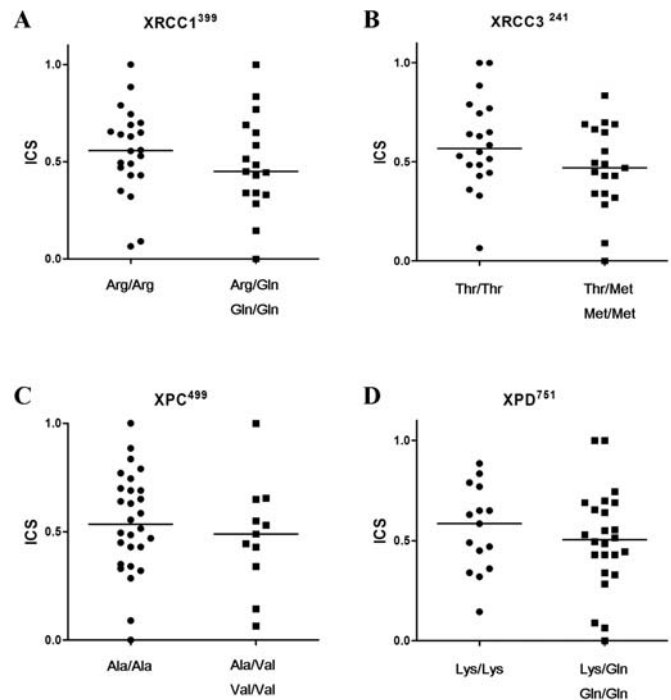 A
XRCC1³⁹⁹
ICS
1.0
0.5
0.0
Arg/Arg
Arg/Gln
Gln/Gln
B
XRCC3 ²⁴¹
ICS
1.0
0.5
0.0
Thr/Thr
Thr/Met
Met/Met
C
XPC⁴⁹⁹
ICS
1.0
0.5
0.0
Ala/Ala
Ala/Val
Val/Val
D
XPD⁷⁵¹
ICS
1.0
0.5
0.0
Lys/Lys
Lys/Gln
Gln/Gln